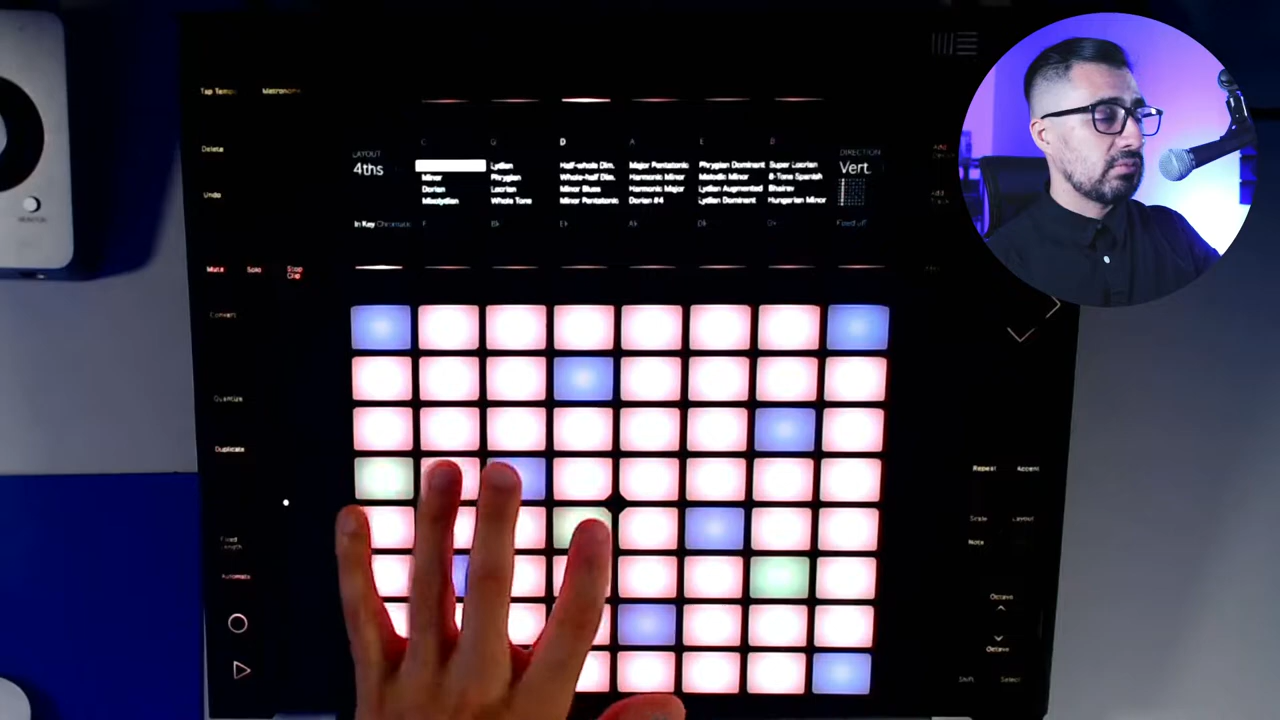 Tap Tempo Metronome
Delete
Undo
C G D A E B
LAYOUT
4ths
Lydian Half-whole Dim. Major Pentatonic Phrygian Dominant Super Locrian
Minor Phrygian Whole-half Dim. Harmonic Minor Melodic Minor 8-Tone Spanish
Dorian Locrian Minor Blues Harmonic Major Lydian Augmented Bhairav
Mixolydian Whole Tone Minor Pentatonic Dorian #4 Lydian Dominant Hungarian Minor
DIRECTION
Vert.
In Key Chromatic F Bb Eb Ab Fixed off
Mute Solo Stop
Clip
Convert
Quantize
Duplicate
Fixed
Length
Automate
Repeat Accent
Scale Layout
Note
Octave
Octave
Shift Select